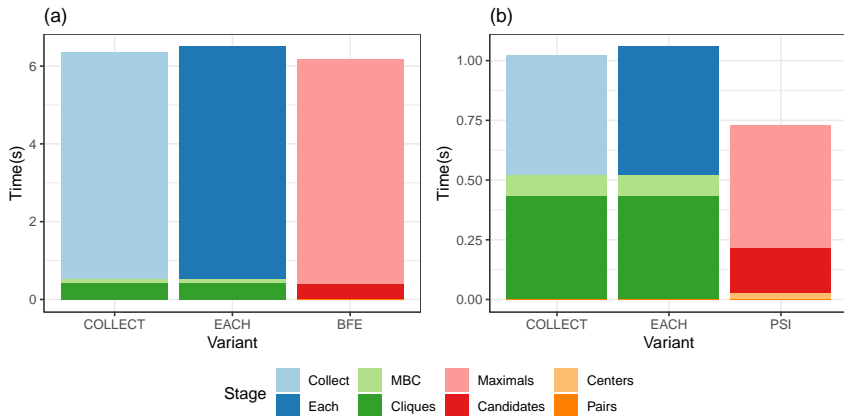 (a)
(b)
Time(s)
6
4
2
0
COLLECT EACH BFE
Variant
Time(s)
1.00
0.75
0.50
0.25
0.00
COLLECT EACH PSI
Variant
Stage
Collect MBC Maximals Centers
Each Cliques Candidates Pairs